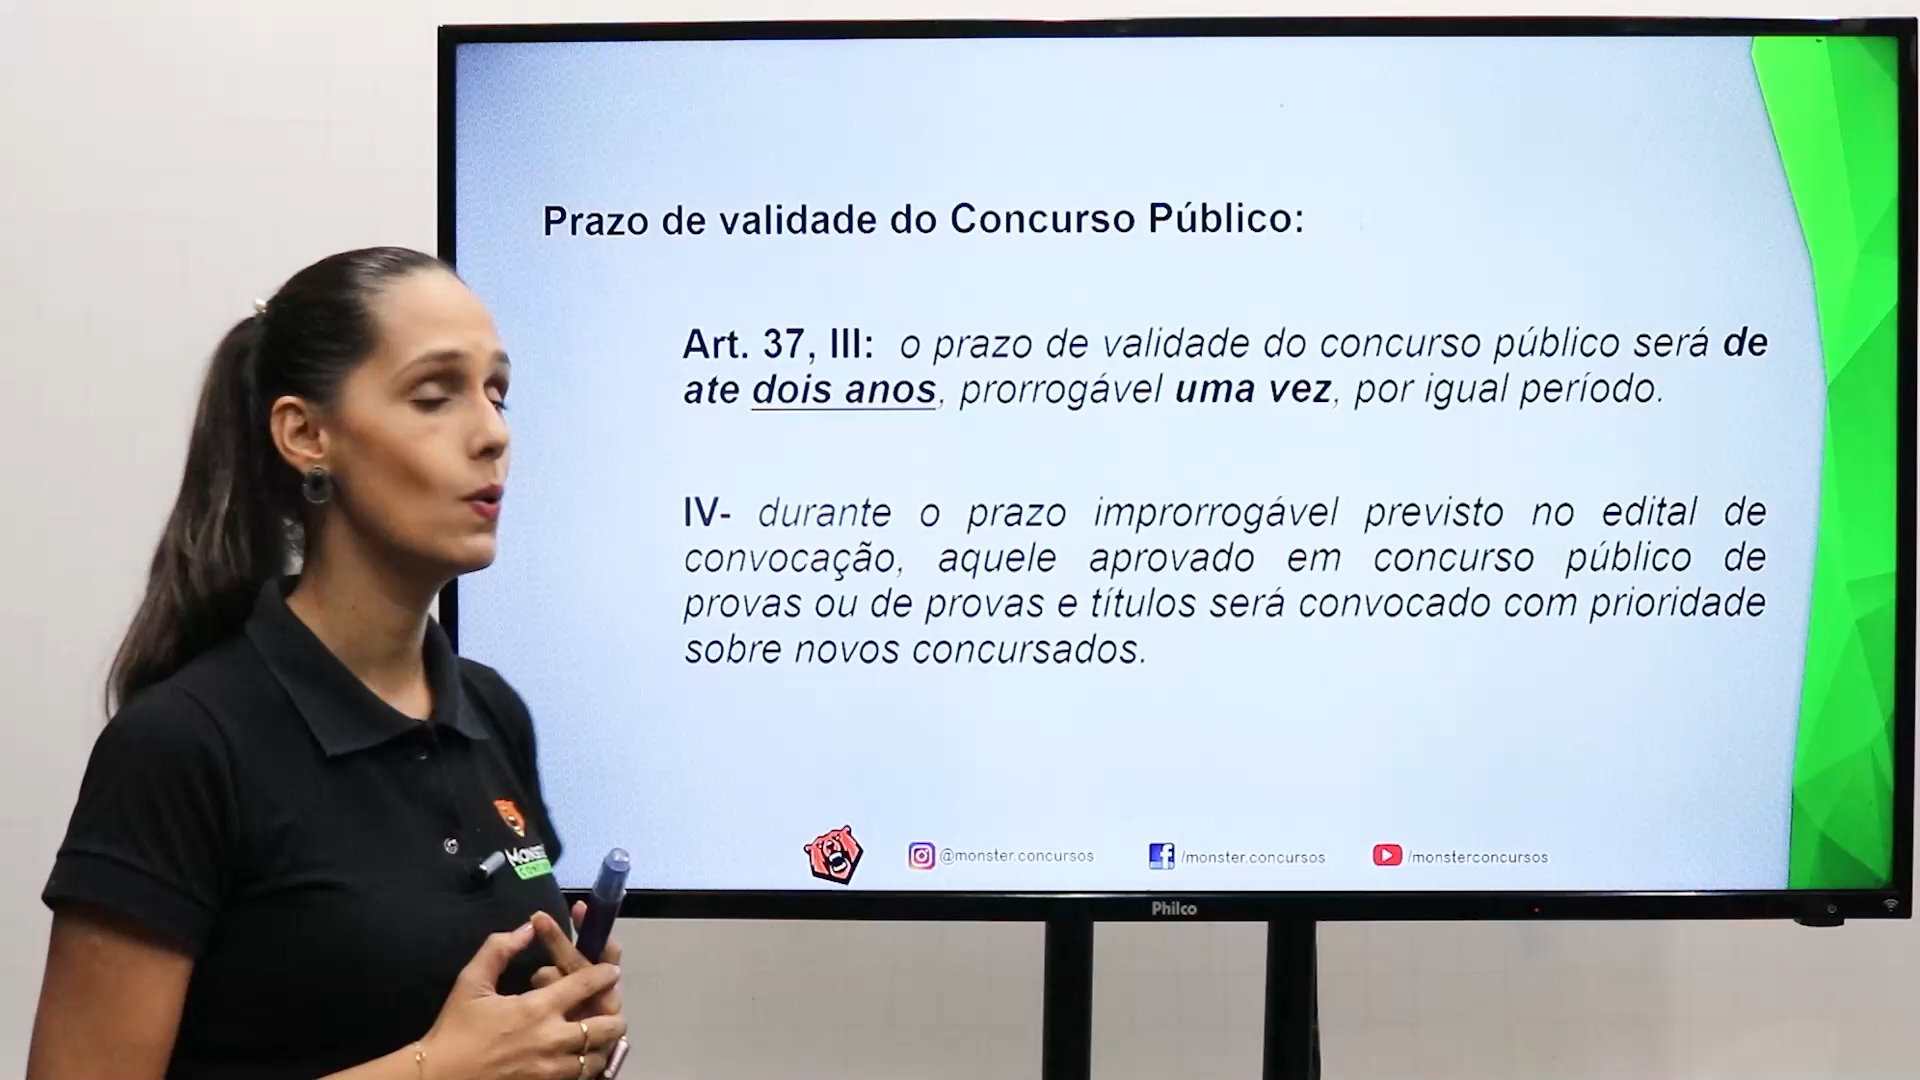 Prazo de validade do Concurso Público:
Art. 37, III: o prazo de validade do concurso público será de
ate dois anos, prorrogável uma vez, por igual período.
IV- durante o prazo improrrogável previsto no edital de
convocação, aquele aprovado em concurso público de
provas ou de provas e títulos será convocado com prioridade
sobre novos concursados.
@monster.concursos
/monster.concursos
/monsterconcursos
Philco